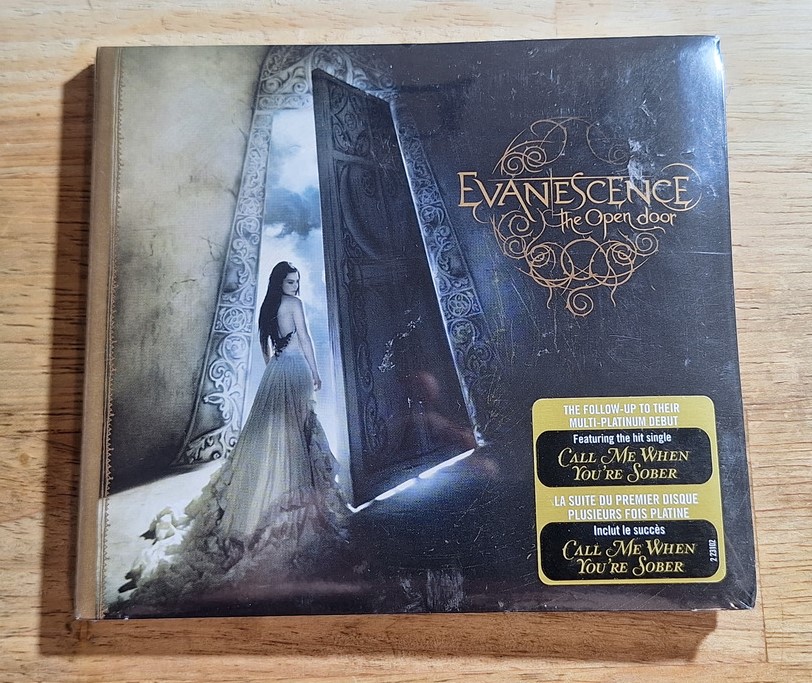 EVANESCENCE
the Open door
THE FOLLOW-UP TO THEIR
MULTI-PLATINUM DEBUT
Featuring the hit single
CALL ME WHEN
YOU'RE SOBER
LA SUITE DU PREMIER DISQUE
PLUSIEURS FOIS PLATINE
Inclut le succès
CALL ME WHEN
YOU'RE SOBER
2 23102